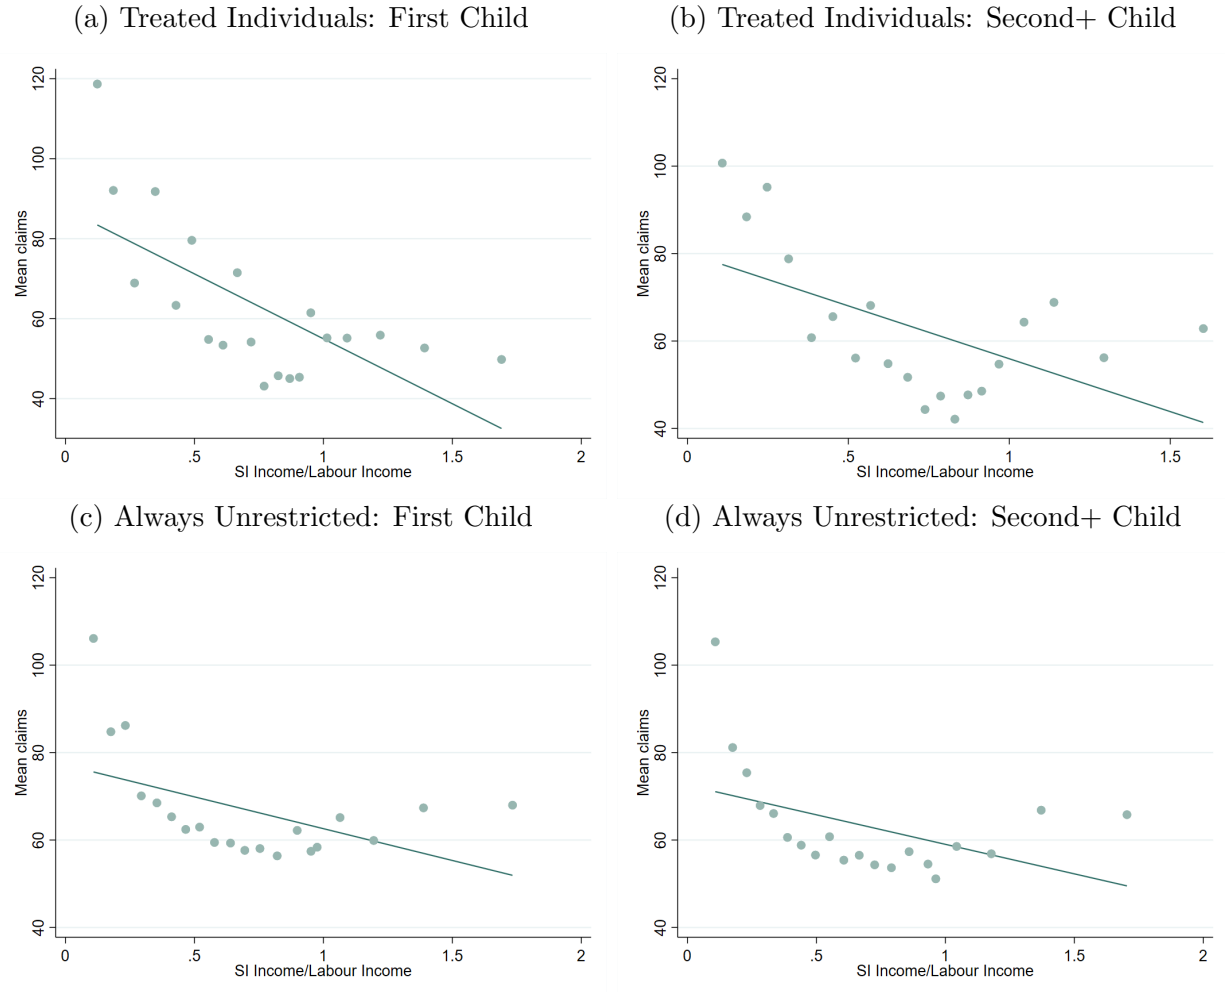 (a) Treated Individuals: First Child
120
100
80
60
40
Mean claims
0 .5 1 1.5 2
SI Income/Labour Income
(b) Treated Individuals: Second+ Child
120
100
80
60
40
Mean claims
0 .5 1 1.5
SI Income/Labour Income
(c) Always Unrestricted: First Child
120
100
80
60
40
Mean claims
0 .5 1 1.5 2
SI Income/Labour Income
(d) Always Unrestricted: Second+ Child
120
100
80
60
40
Mean claims
0 .5 1 1.5 2
SI Income/Labour Income